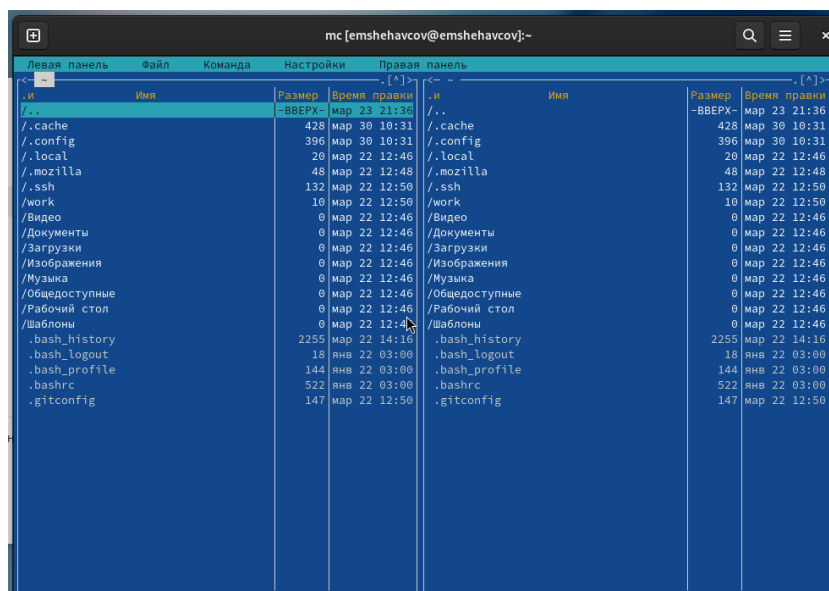 mc [emshehavcov@emshehavcov]:~
Левая панель Файл Команда Настройки Правая панель
<— ~ .[^]> <— ~ .[^]>
.и Имя Размер Время правки .и Имя Размер Время правки
/.. -ВВЕРХ- мар 23 21:36 /.. -ВВЕРХ- мар 23 21:36
/.cache 428 мар 30 10:31 /.cache 428 мар 30 10:31
/.config 396 мар 30 10:31 /.config 396 мар 30 10:31
/.local 20 мар 22 12:46 /.local 20 мар 22 12:46
/.mozilla 48 мар 22 12:48 /.mozilla 48 мар 22 12:48
/.ssh 132 мар 22 12:50 /.ssh 132 мар 22 12:50
/work 10 мар 22 12:50 /work 10 мар 22 12:50
/Видео 0 мар 22 12:46 /Видео 0 мар 22 12:46
/Документы 0 мар 22 12:46 /Документы 0 мар 22 12:46
/Загрузки 0 мар 22 12:46 /Загрузки 0 мар 22 12:46
/Изображения 0 мар 22 12:46 /Изображения 0 мар 22 12:46
/Музыка 0 мар 22 12:46 /Музыка 0 мар 22 12:46
/Общедоступные 0 мар 22 12:46 /Общедоступные 0 мар 22 12:46
/Рабочий стол 0 мар 22 12:46 /Рабочий стол 0 мар 22 12:46
/Шаблоны 0 мар 22 /Шаблоны 0 мар 22 12:46
.bash_history 2255 мар 22 14:16 .bash_history 2255 мар 22 14:16
.bash_logout 18 янв 22 03:00 .bash_logout 18 янв 22 03:00
.bash_profile 144 янв 22 03:00 .bash_profile 144 янв 22 03:00
.bashrc 522 янв 22 03:00 .bashrc 522 янв 22 03:00
.gitconfig 147 мар 22 12:50 .gitconfig 147 мар 22 12:50